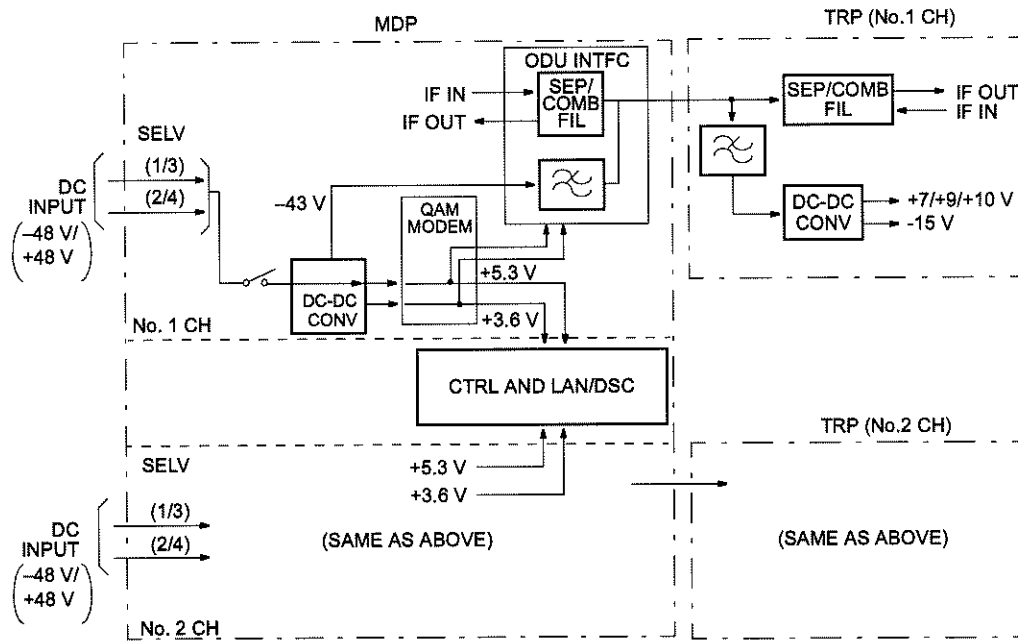 MDP
TRP (No.1 CH)
ODU INTFC
SEP/
COMB
FIL
IF IN
IF OUT
SEP/COMB
FIL
IF OUT
IF IN
SELV
(1/3)
(2/4)
DC
INPUT
–48 V/
+48 V
–43 V
QAM
MODEM
DC-DC
CONV
+7/+9/+10 V
-15 V
DC-DC
CONV
+5.3 V
+3.6 V
No. 1 CH
CTRL AND LAN/DSC
TRP (No.2 CH)
SELV
+5.3 V
+3.6 V
(1/3)
(2/4)
DC
INPUT
–48 V/
+48 V
(SAME AS ABOVE)
(SAME AS ABOVE)
No. 2 CH